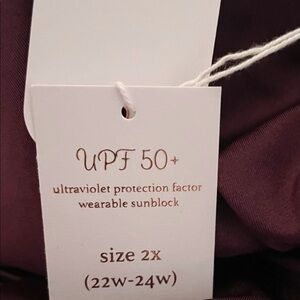 UPF 50+
ultraviolet protection factor
wearable sunblock
size 2x
(22w-24w)